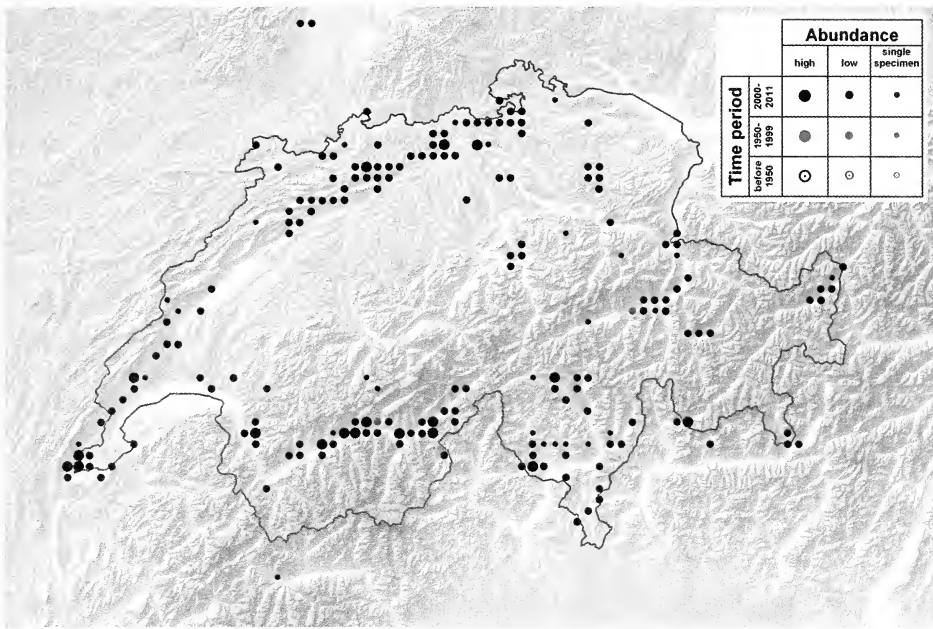 Abundance
high low single
specimen
Time period
2000-
2011
1950-
1999
before
1950